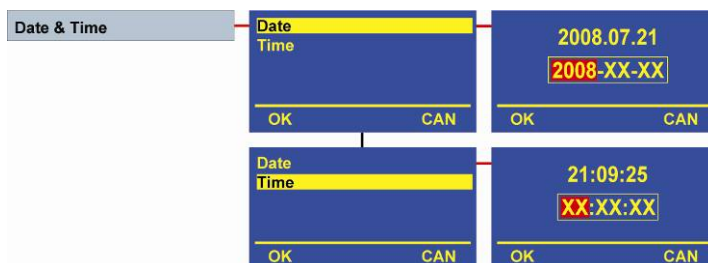 Date & Time
Date
Time
OK CAN
2008.07.21
2008-XX-XX
OK CAN
Date
Time
OK CAN
21:09:25
XX:XX:XX
OK CAN